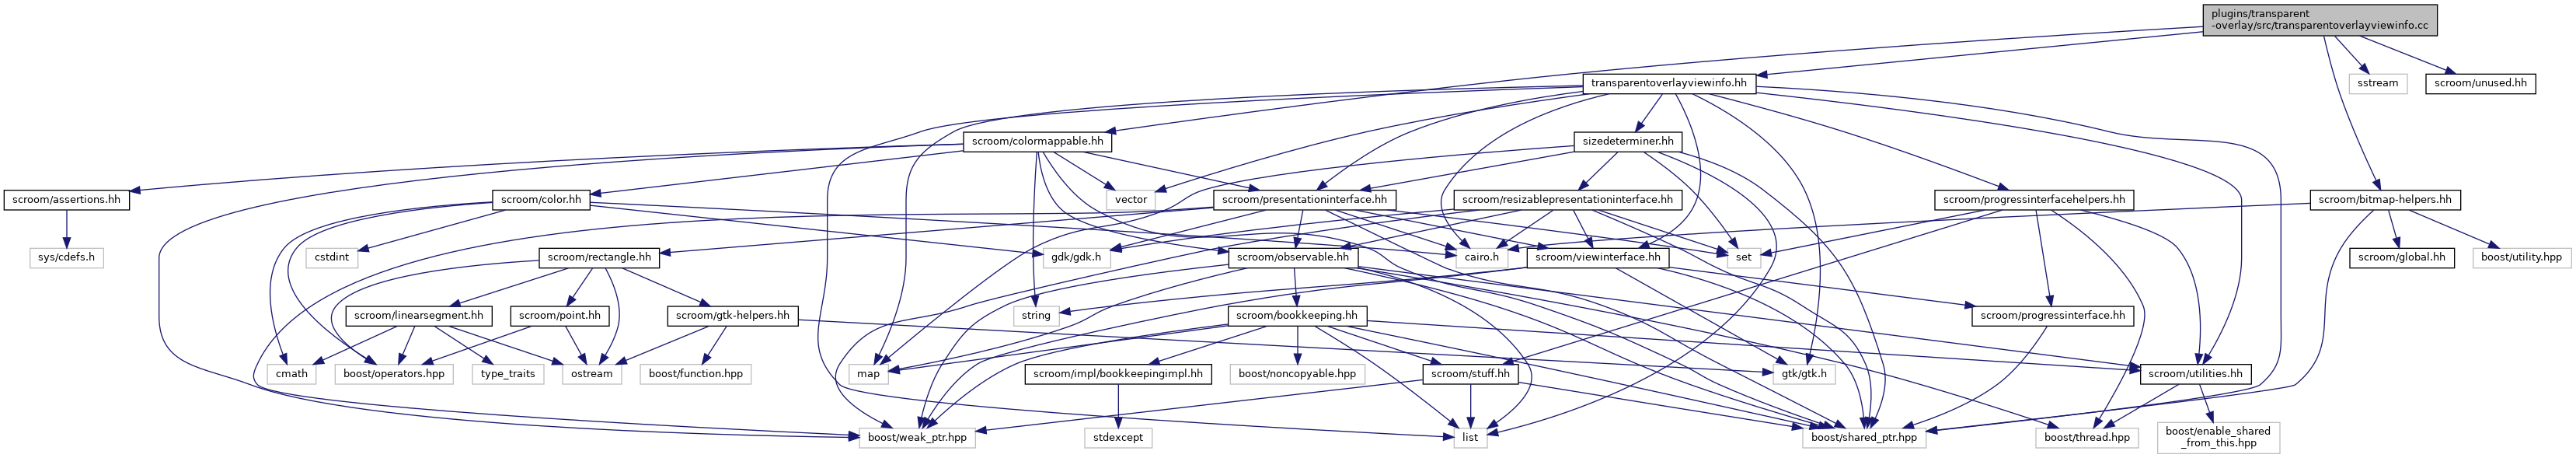 plugins/transparent
-overlay/src/transparentoverlayviewinfo.cc
transparentoverlayviewinfo.hh
sstream
scroom/unused.hh
scroom/colormappable.hh
sizedeterminer.hh
scroom/assertions.hh
scroom/color.hh
vector
scroom/presentationinterface.hh
scroom/resizablepresentationinterface.hh
scroom/progressinterfacehelpers.hh
scroom/bitmap-helpers.hh
sys/cdefs.h
cstdint
scroom/rectangle.hh
gdk/gdk.h
scroom/observable.hh
cairo.h
scroom/viewinterface.hh
set
scroom/global.hh
boost/utility.hpp
scroom/linearsegment.hh
scroom/point.hh
scroom/gtk-helpers.hh
string
scroom/bookkeeping.hh
scroom/progressinterface.hh
cmath
boost/operators.hpp
type_traits
ostream
boost/function.hpp
map
scroom/impl/bookkeepingimpl.hh
boost/noncopyable.hpp
scroom/stuff.hh
gtk/gtk.h
scroom/utilities.hh
boost/weak_ptr.hpp
stdexcept
list
boost/shared_ptr.hpp
boost/thread.hpp
boost/enable_shared
_from_this.hpp